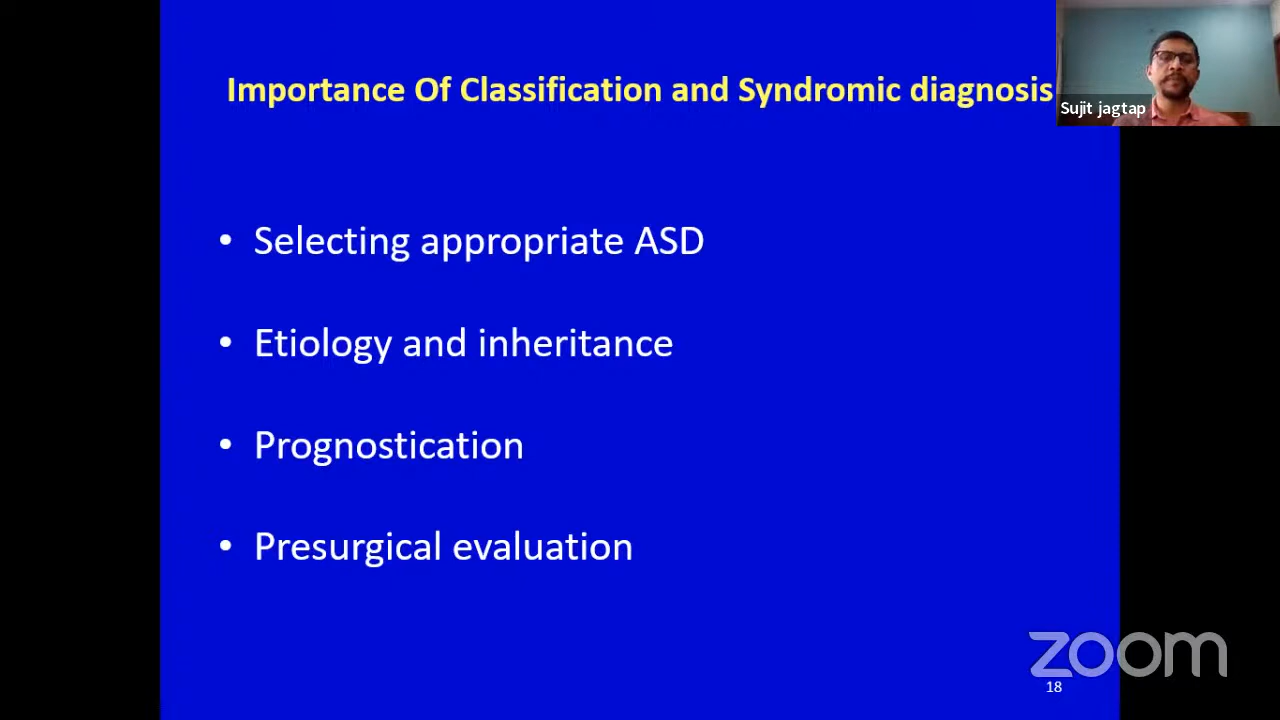 Importance Of Classification and Syndromic diagnosis
Sujit jagtap
• Selecting appropriate ASD
• Etiology and inheritance
• Prognostication
• Presurgical evaluation
zoom
18